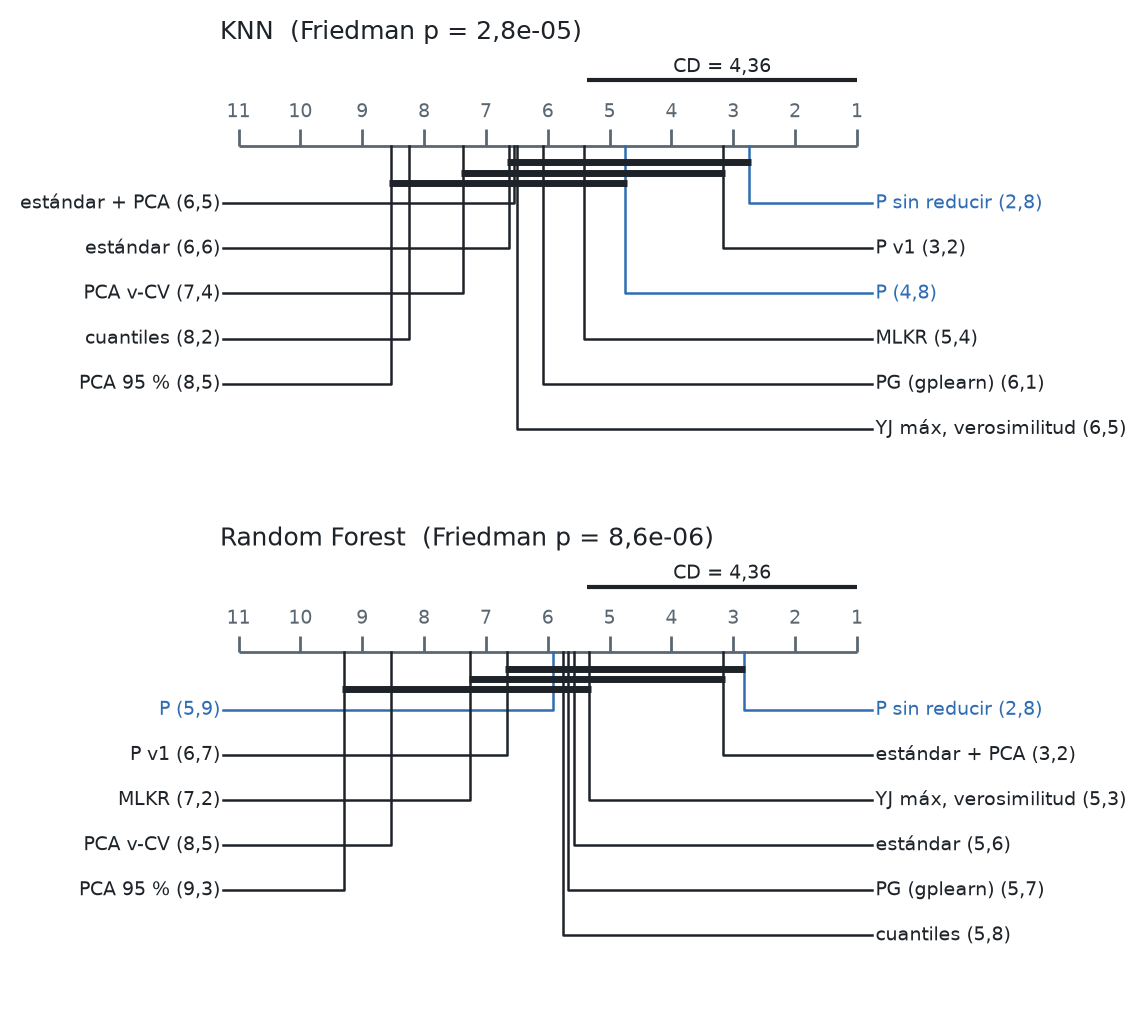 KNN  (Friedman p = 2,8e-05)
CD = 4,36
11 10 9 8 7 6 5 4 3 2 1
estándar + PCA (6,5)
P sin reducir (2,8)
estándar (6,6)
P v1 (3,2)
PCA v-CV (7,4)
P (4,8)
cuantiles (8,2)
MLKR (5,4)
PCA 95 % (8,5)
PG (gplearn) (6,1)
YJ máx, verosimilitud (6,5)
Random Forest  (Friedman p = 8,6e-06)
CD = 4,36
11 10 9 8 7 6 5 4 3 2 1
P (5,9)
P sin reducir (2,8)
P v1 (6,7)
estándar + PCA (3,2)
MLKR (7,2)
YJ máx, verosimilitud (5,3)
PCA v-CV (8,5)
estándar (5,6)
PCA 95 % (9,3)
PG (gplearn) (5,7)
cuantiles (5,8)